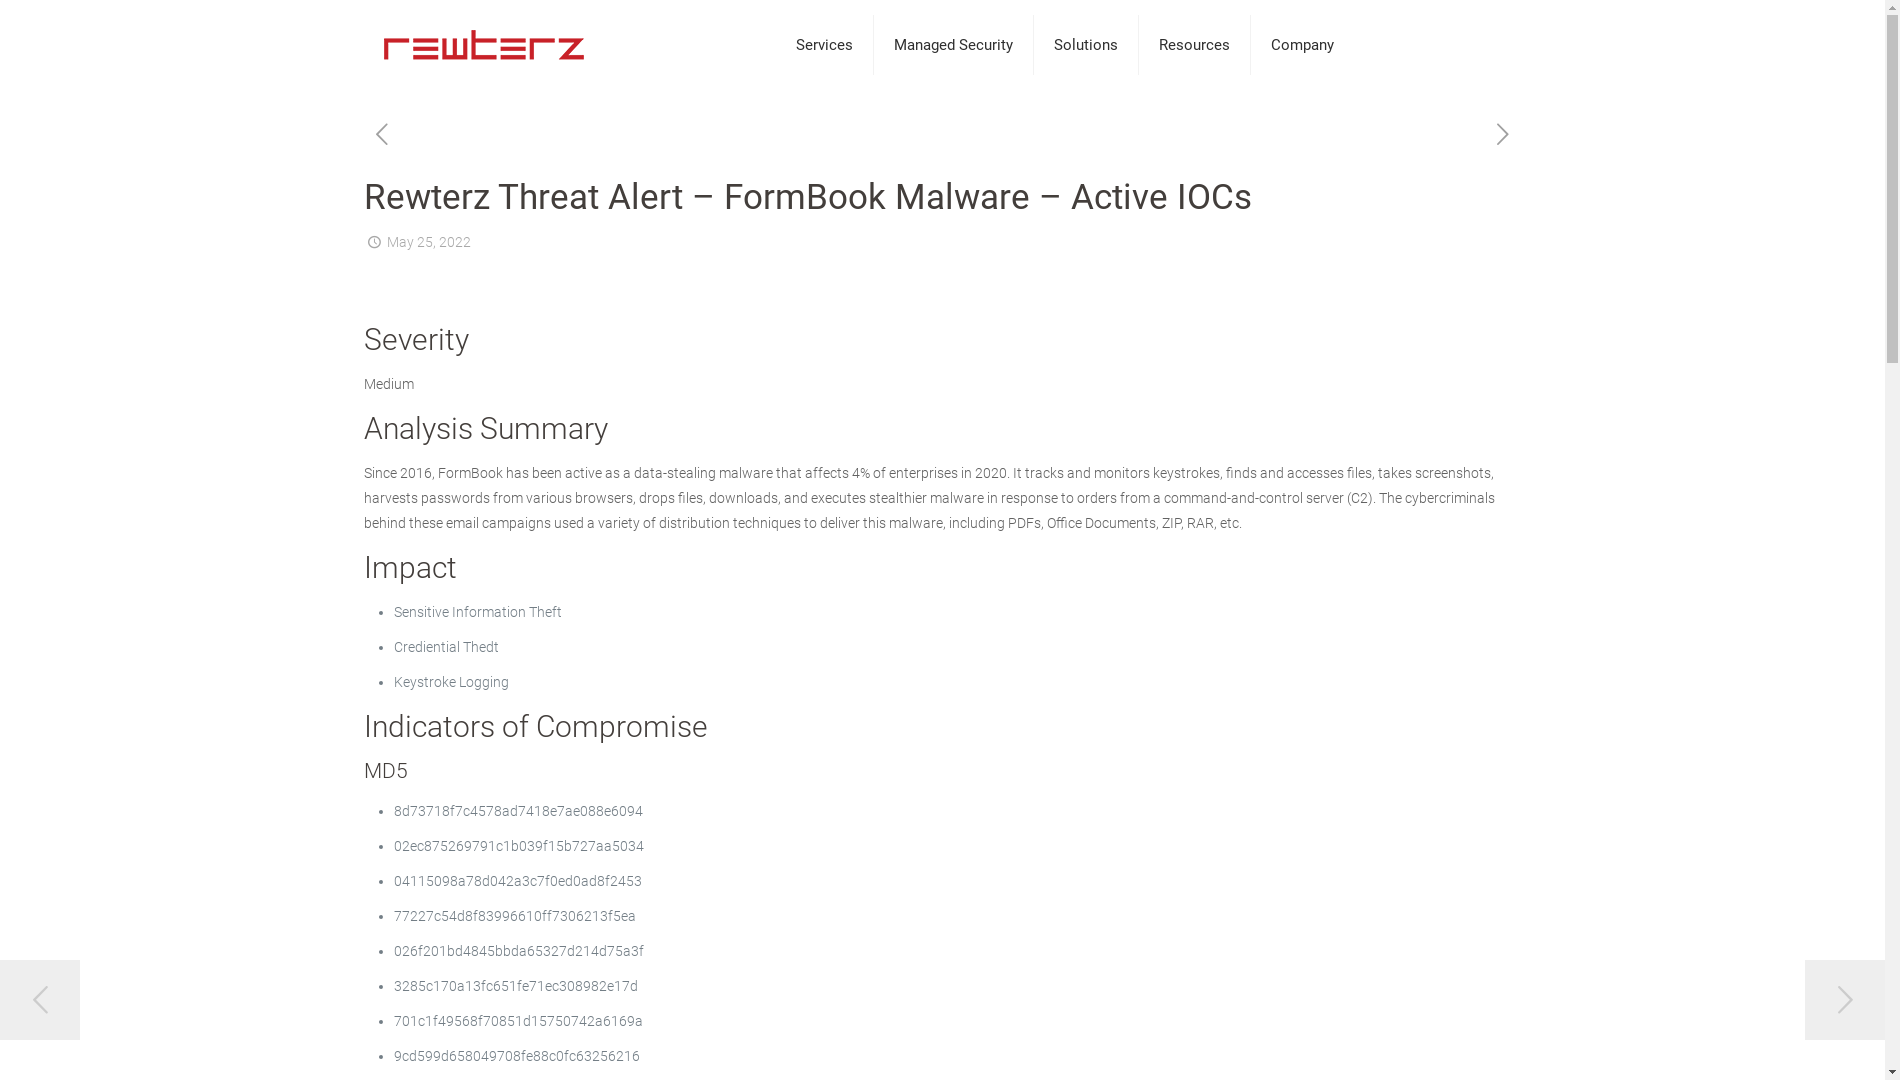 rewterz
Services
Managed Security
Solutions
Resources
Company
Rewterz Threat Alert – FormBook Malware – Active IOCs
May 25, 2022
Severity
Medium
Analysis Summary
Since 2016, FormBook has been active as a data-stealing malware that affects 4% of enterprises in 2020. It tracks and monitors keystrokes, finds and accesses files, takes screenshots,
harvests passwords from various browsers, drops files, downloads, and executes stealthier malware in response to orders from a command-and-control server (C2). The cybercriminals
behind these email campaigns used a variety of distribution techniques to deliver this malware, including PDFs, Office Documents, ZIP, RAR, etc.
Impact
Sensitive Information Theft
Crediential Thedt
Keystroke Logging
Indicators of Compromise
MD5
8d73718f7c4578ad7418e7ae088e6094
02ec875269791c1b039f15b727aa5034
04115098a78d042a3c7f0ed0ad8f2453
77227c54d8f83996610ff7306213f5ea
026f201bd4845bbda65327d214d75a3f
3285c170a13fc651fe71ec308982e17d
701c1f49568f70851d15750742a6169a
9cd599d658049708fe88c0fc63256216